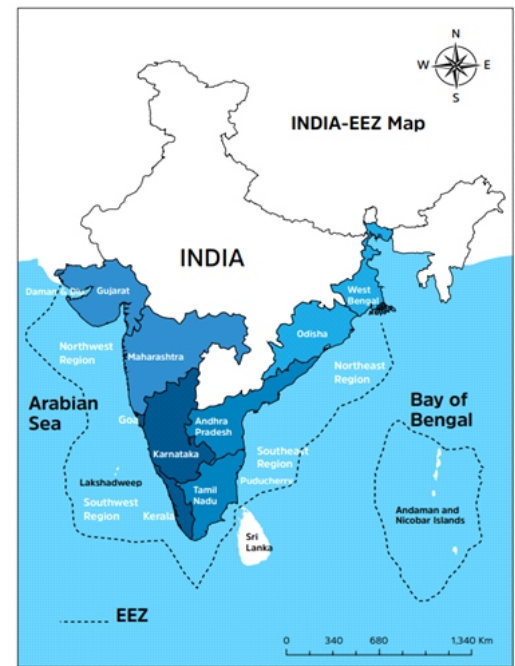 N
W E
S
INDIA-EEZ Map
INDIA
Daman & Diu
Gujarat
West
Bengal
Odisha
Northwest
Region
Maharashtra
Northeast
Region
Arabian
Sea
Bay of
Bengal
Goa
Andhra
Pradesh
Karnataka
Southeast
Region
Lakshadweep
Puducherry
Southwest
Region
Tamil
Nadu
Kerala
Andaman and
Nicobar Islands
Sri
Lanka
EEZ
0 340 680 1,340 Km